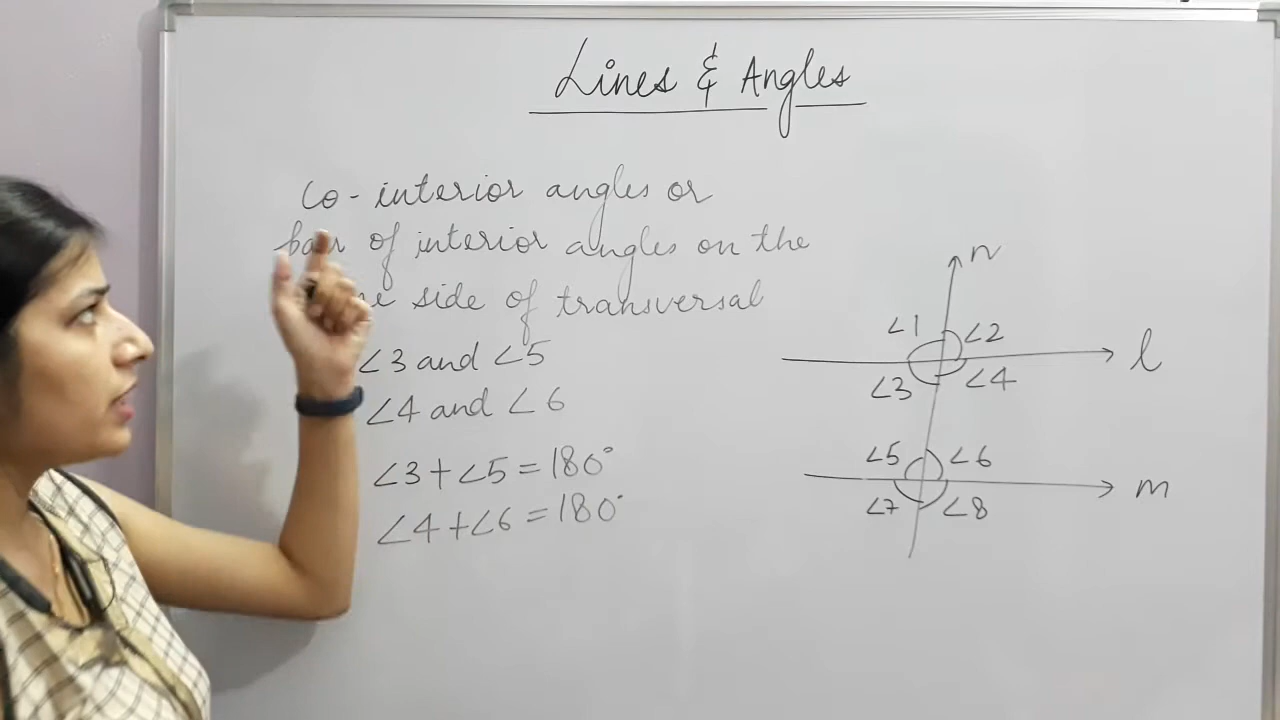 Lines & Angles
Co-interior angles or
pair of interior angles on the
side of transversal
∠3 and ∠5
∠4 and ∠6
∠3+∠5=180°
∠4+∠6=180°
n
∠1 ∠2
l
∠3 ∠4
∠5 ∠6
m
∠7 ∠8